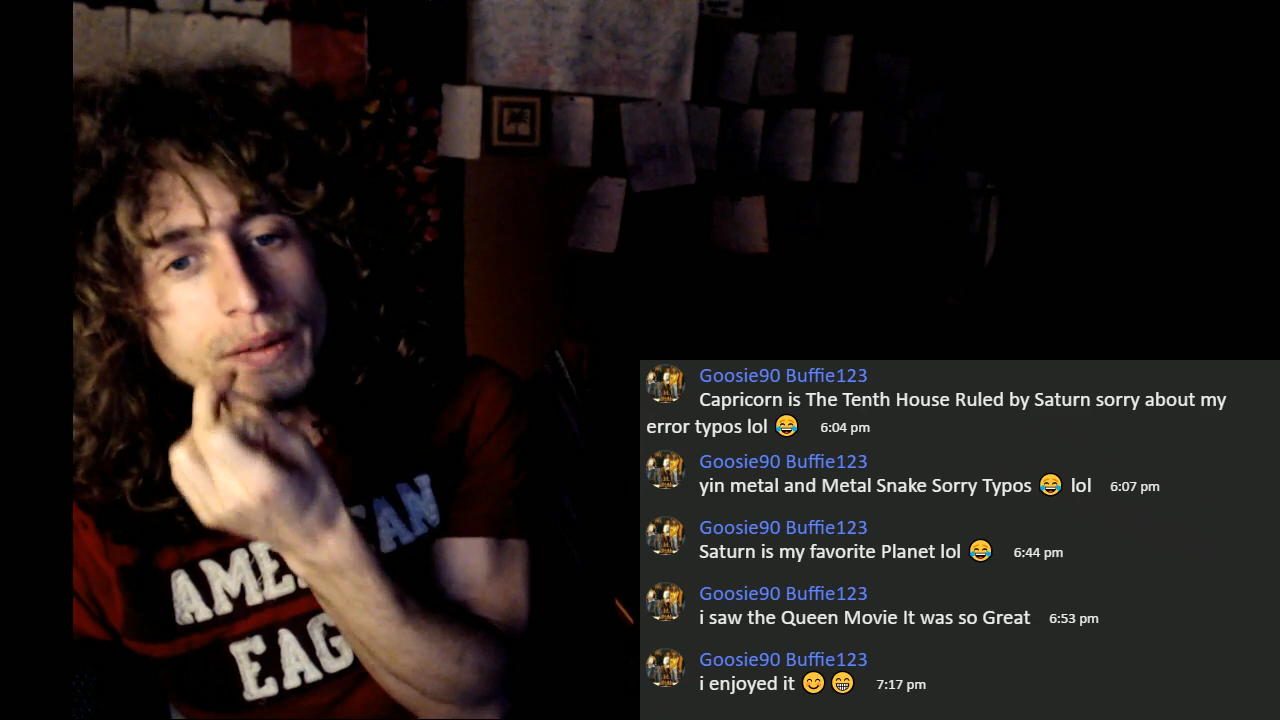 AME
CAN
EAG
Goosie90 Buffie123
Capricorn is The Tenth House Ruled by Saturn sorry about my
error typos lol 😂 6:04 pm
Goosie90 Buffie123
yin metal and Metal Snake Sorry Typos 😂 lol 6:07 pm
Goosie90 Buffie123
Saturn is my favorite Planet lol 😂 6:44 pm
Goosie90 Buffie123
i saw the Queen Movie It was so Great 6:53 pm
Goosie90 Buffie123
i enjoyed it 😊 😁 7:17 pm